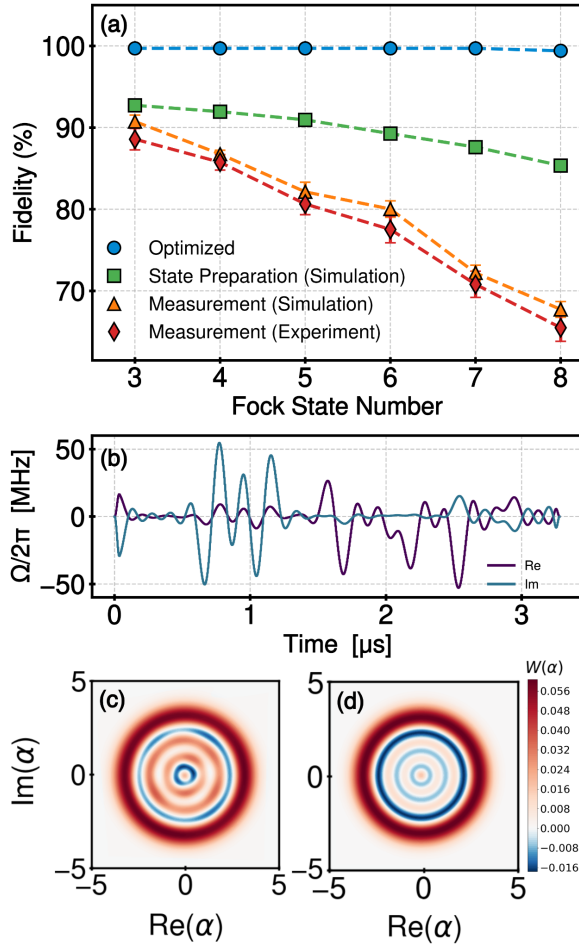 (a)
100
90
80
70
Fidelity (%)
Optimized
State Preparation (Simulation)
Measurement (Simulation)
Measurement (Experiment)
3 4 5 6 7 8
Fock State Number
(b)
50
0
−50
Ω/2π [MHz]
Re
Im
0 1 2 3
Time [μs]
(c)
5
0
-5
Im(α)
-5 0 5
Re(α)
(d)
5
0
-5
-5 0 5
Re(α)
W(α)
0.056
0.048
0.040
0.032
0.024
0.016
0.008
0.000
-0.008
-0.016